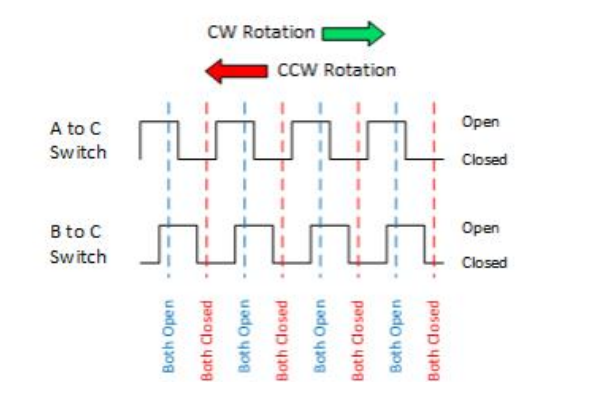 CW Rotation
CCW Rotation
A to C
Switch
Open
Closed
B to C
Switch
Open
Closed
Both Open
Both Closed
Both Open
Both Closed
Both Open
Both Closed
Both Open
Both Closed